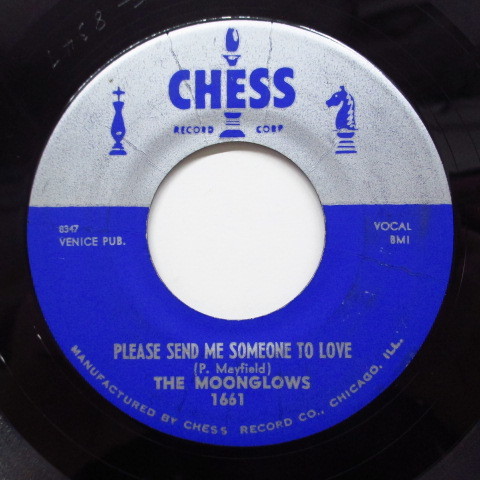 CHESS
RECORD CORP
8347
VENICE PUB.
VOCAL
BMI
PLEASE SEND ME SOMEONE TO LOVE
(P. Mayfield)
THE MOONGLOWS
1661
MANUFACTURED BY CHESS RECORD CO., CHICAGO, ILL.